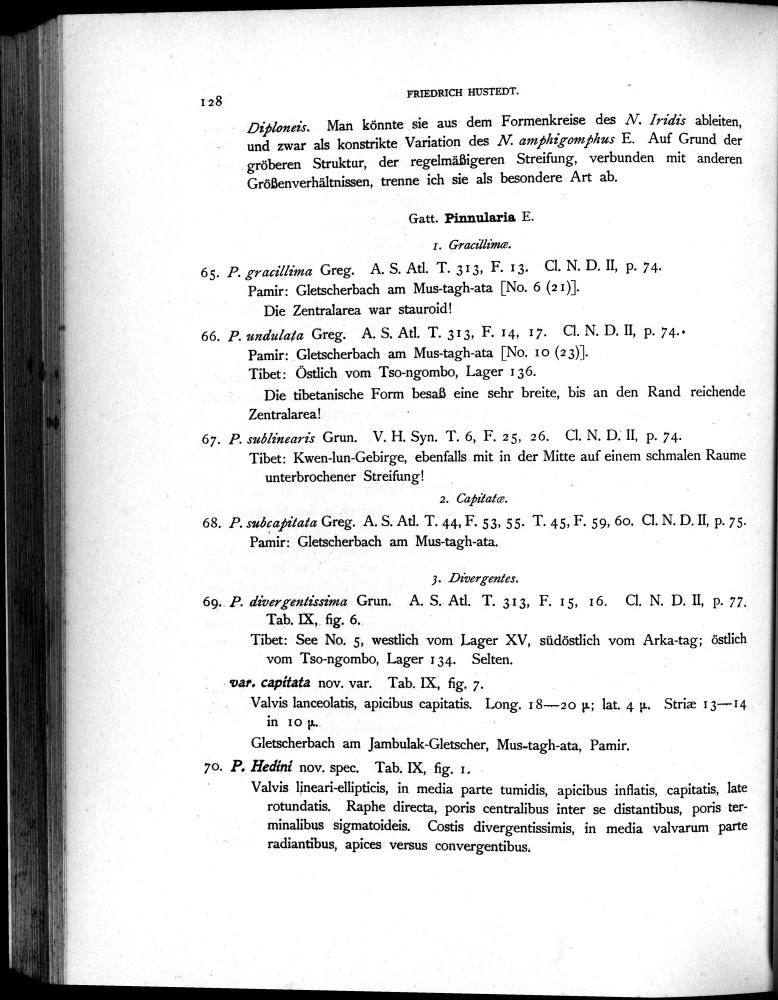 128
FRIEDRICH HUSTEDT.
Diploneis. Man könnte sie aus dem Formenkreise des N. Iridis ableiten,
und zwar als konstrikte Variation des N. amphigomphus E. Auf Grund der
gröberen Struktur, der regelmäßigeren Streifung, verbunden mit anderen
Größenverhältnissen, trenne ich sie als besondere Art ab.
Gatt. Pinnularia E.
1. Gracillimæ.
65. P. gracillima Greg. A. S. Atl. T. 313, F. 13. Cl. N. D. II, p. 74.
Pamir: Gletscherbach am Mus-tagh-ata [No. 6 (21)].
Die Zentralarea war stauroid!
66. P. undulata Greg. A. S. Atl. T. 313, F. 14, 17. Cl. N. D. II, p. 74.
Pamir: Gletscherbach am Mus-tagh-ata [No. 10 (23)].
Tibet: Östlich vom Tso-ngombo, Lager 136.
Die tibetanische Form besaß eine sehr breite, bis an den Rand reichende
Zentralarea!
67. P. sublinearis Grun. V. H. Syn. T. 6, F. 25, 26. Cl. N. D. II, p. 74.
Tibet: Kwen-lun-Gebirge, ebenfalls mit in der Mitte auf einem schmalen Raume
unterbrochener Streifung!
2. Capitatæ.
68. P. subcapitata Greg. A. S. Atl. T. 44, F. 53, 55. T. 45, F. 59, 60. Cl. N. D. II, p. 75.
Pamir: Gletscherbach am Mus-tagh-ata.
3. Divergentes.
69. P. divergentissima Grun. A. S. Atl. T. 313, F. 15, 16. Cl. N. D. II, p. 77.
Tab. IX, fig. 6.
Tibet: See No. 5, westlich vom Lager XV, südöstlich vom Arka-tag; östlich
vom Tso-ngombo, Lager 134. Selten.
var. capitata nov. var. Tab. IX, fig. 7.
Valvis lanceolatis, apicibus capitatis. Long. 18—20 μ; lat. 4 μ. Striæ 13—14
in 10 μ.
Gletscherbach am Jambulak-Gletscher, Mus-tagh-ata, Pamir.
70. P. Hedini nov. spec. Tab. IX, fig. 1.
Valvis lineari-ellipticis, in media parte tumidis, apicibus inflatis, capitatis, late
rotundatis. Raphe directa, poris centralibus inter se distantibus, poris ter-
minalibus sigmatoideis. Costis divergentissimis, in media valvarum parte
radiantibus, apices versus convergentibus.